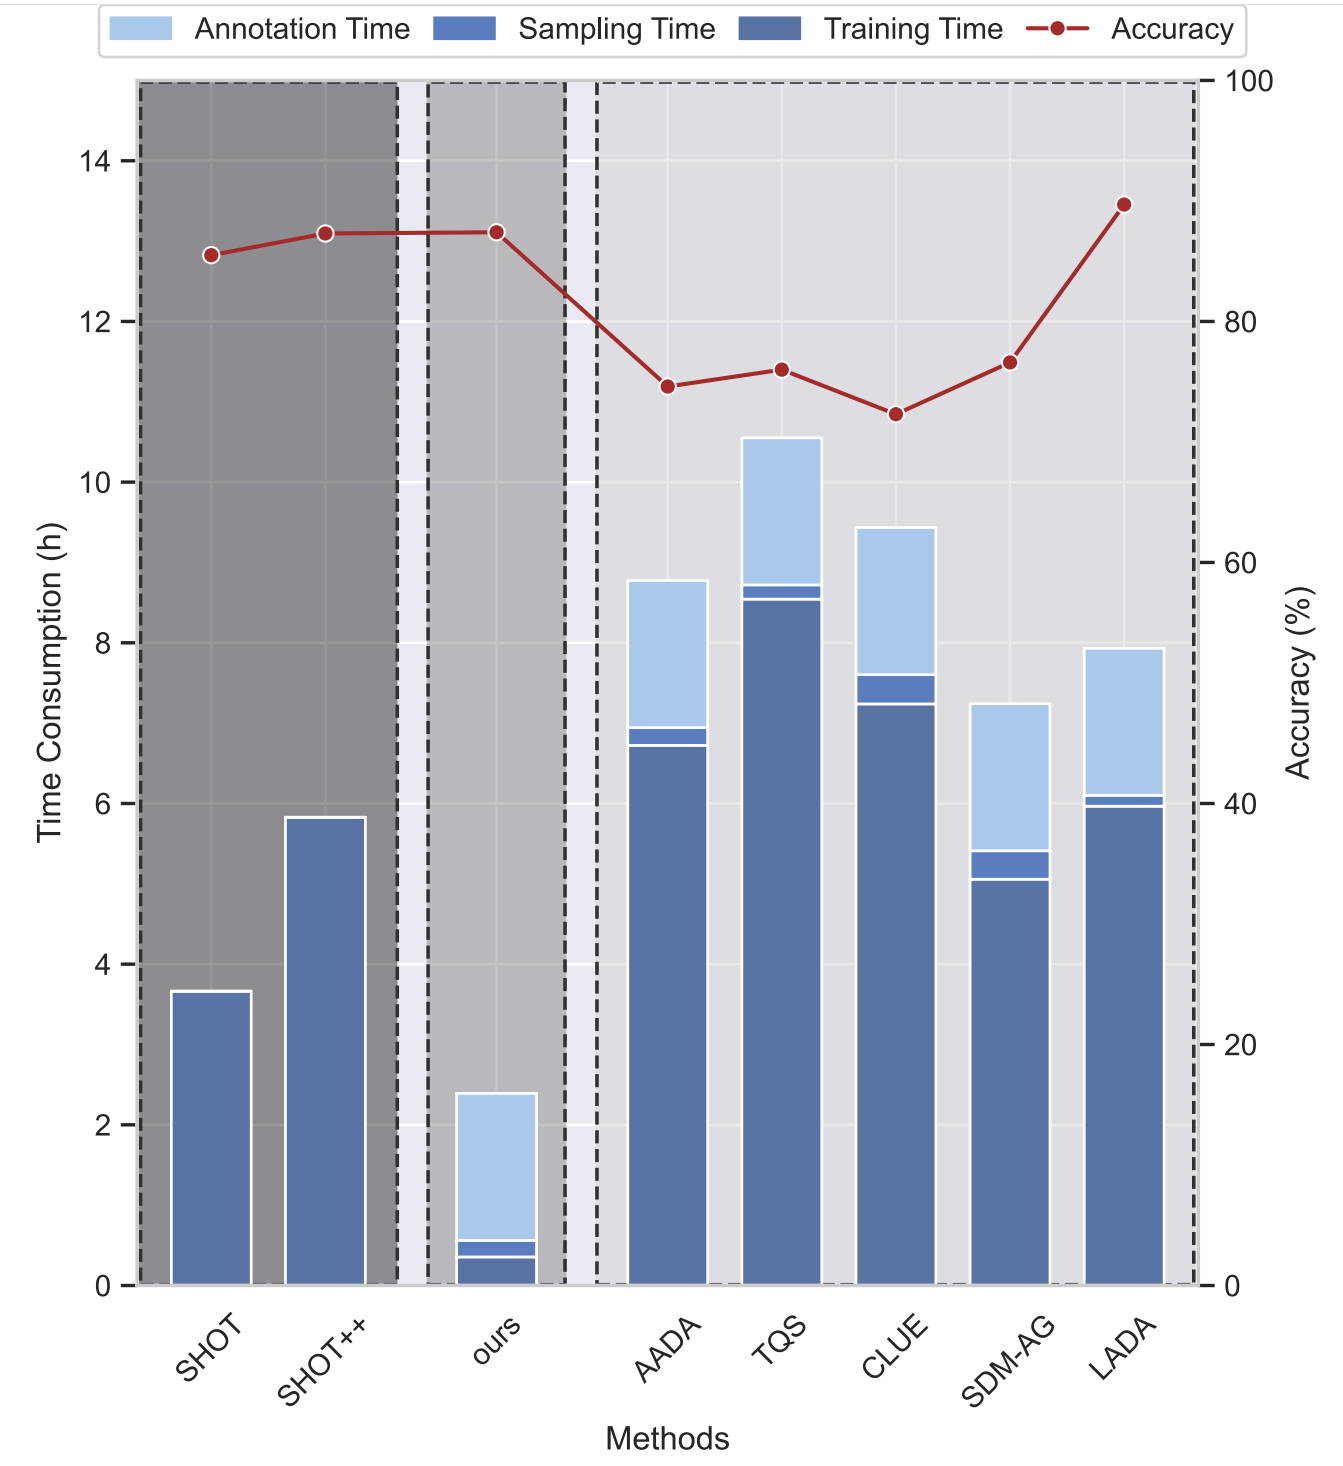 Annotation Time Sampling Time Training Time Accuracy
14
12
10
8
6
4
2
0
100
80
60
40
20
0
Time Consumption (h)
Accuracy (%)
SHOT SHOT++ ours AADA TQS CLUE SDM-AG LADA
Methods